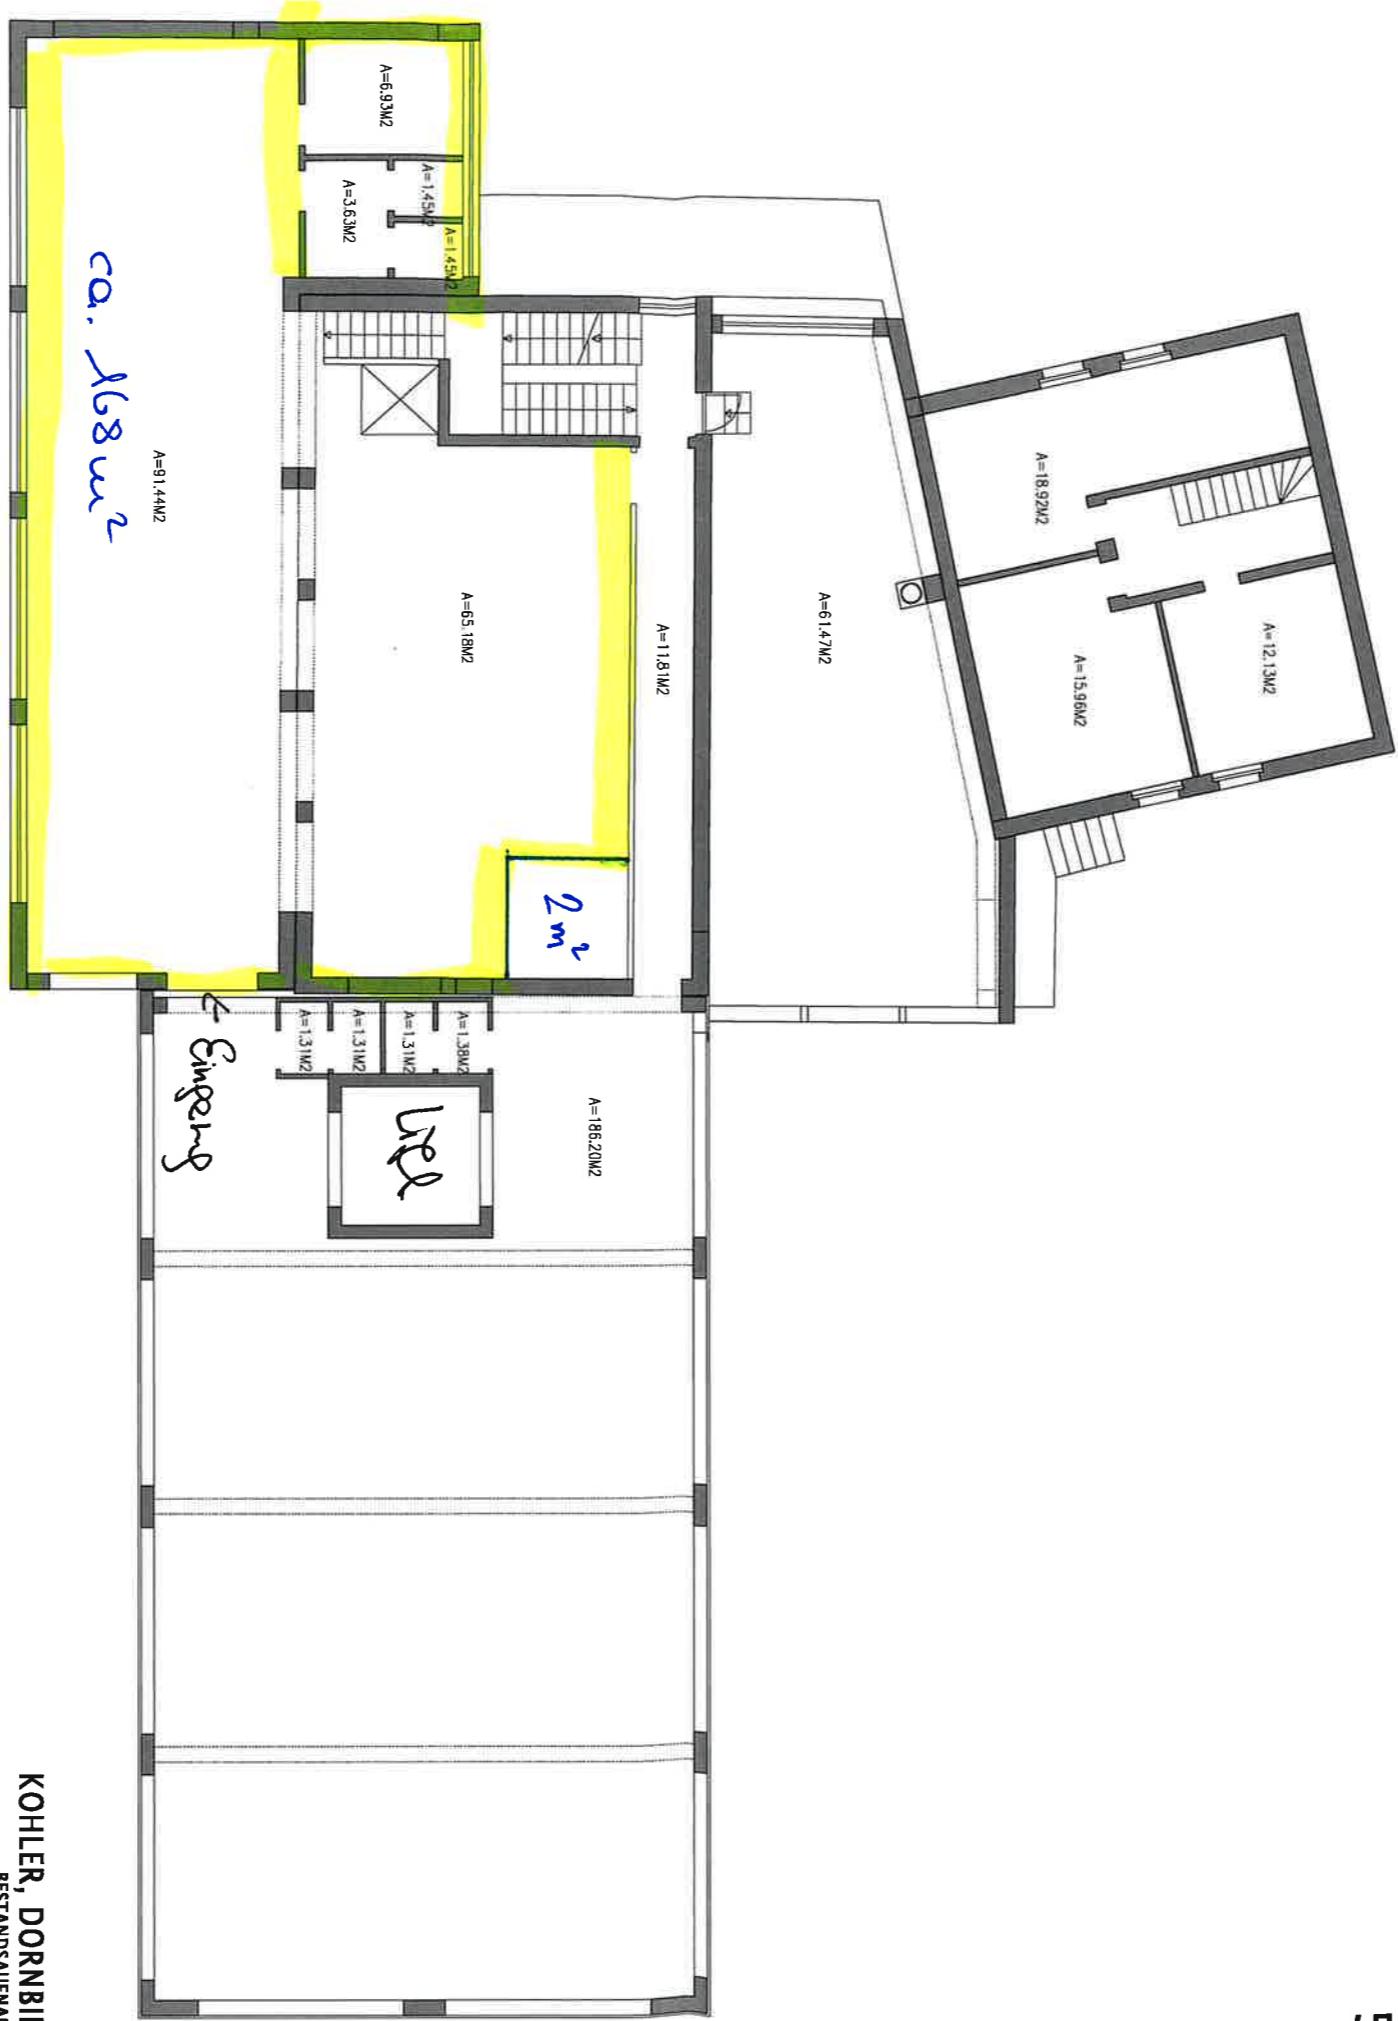 A=6.93M2
A=1.45M2
A=3.63M2
A=1.45M2
ca. 168 m²
A=91.44M2
A=18.92M2
A=65.18M2
A=11.81M2
A=61.47M2
A=12.13M2
A=15.96M2
2m²
← Eingang
A=1.31M2
A=1.31M2
A=1.31M2
A=1.38M2
Lift
A=186.20M2
KOHLER, DORNBI